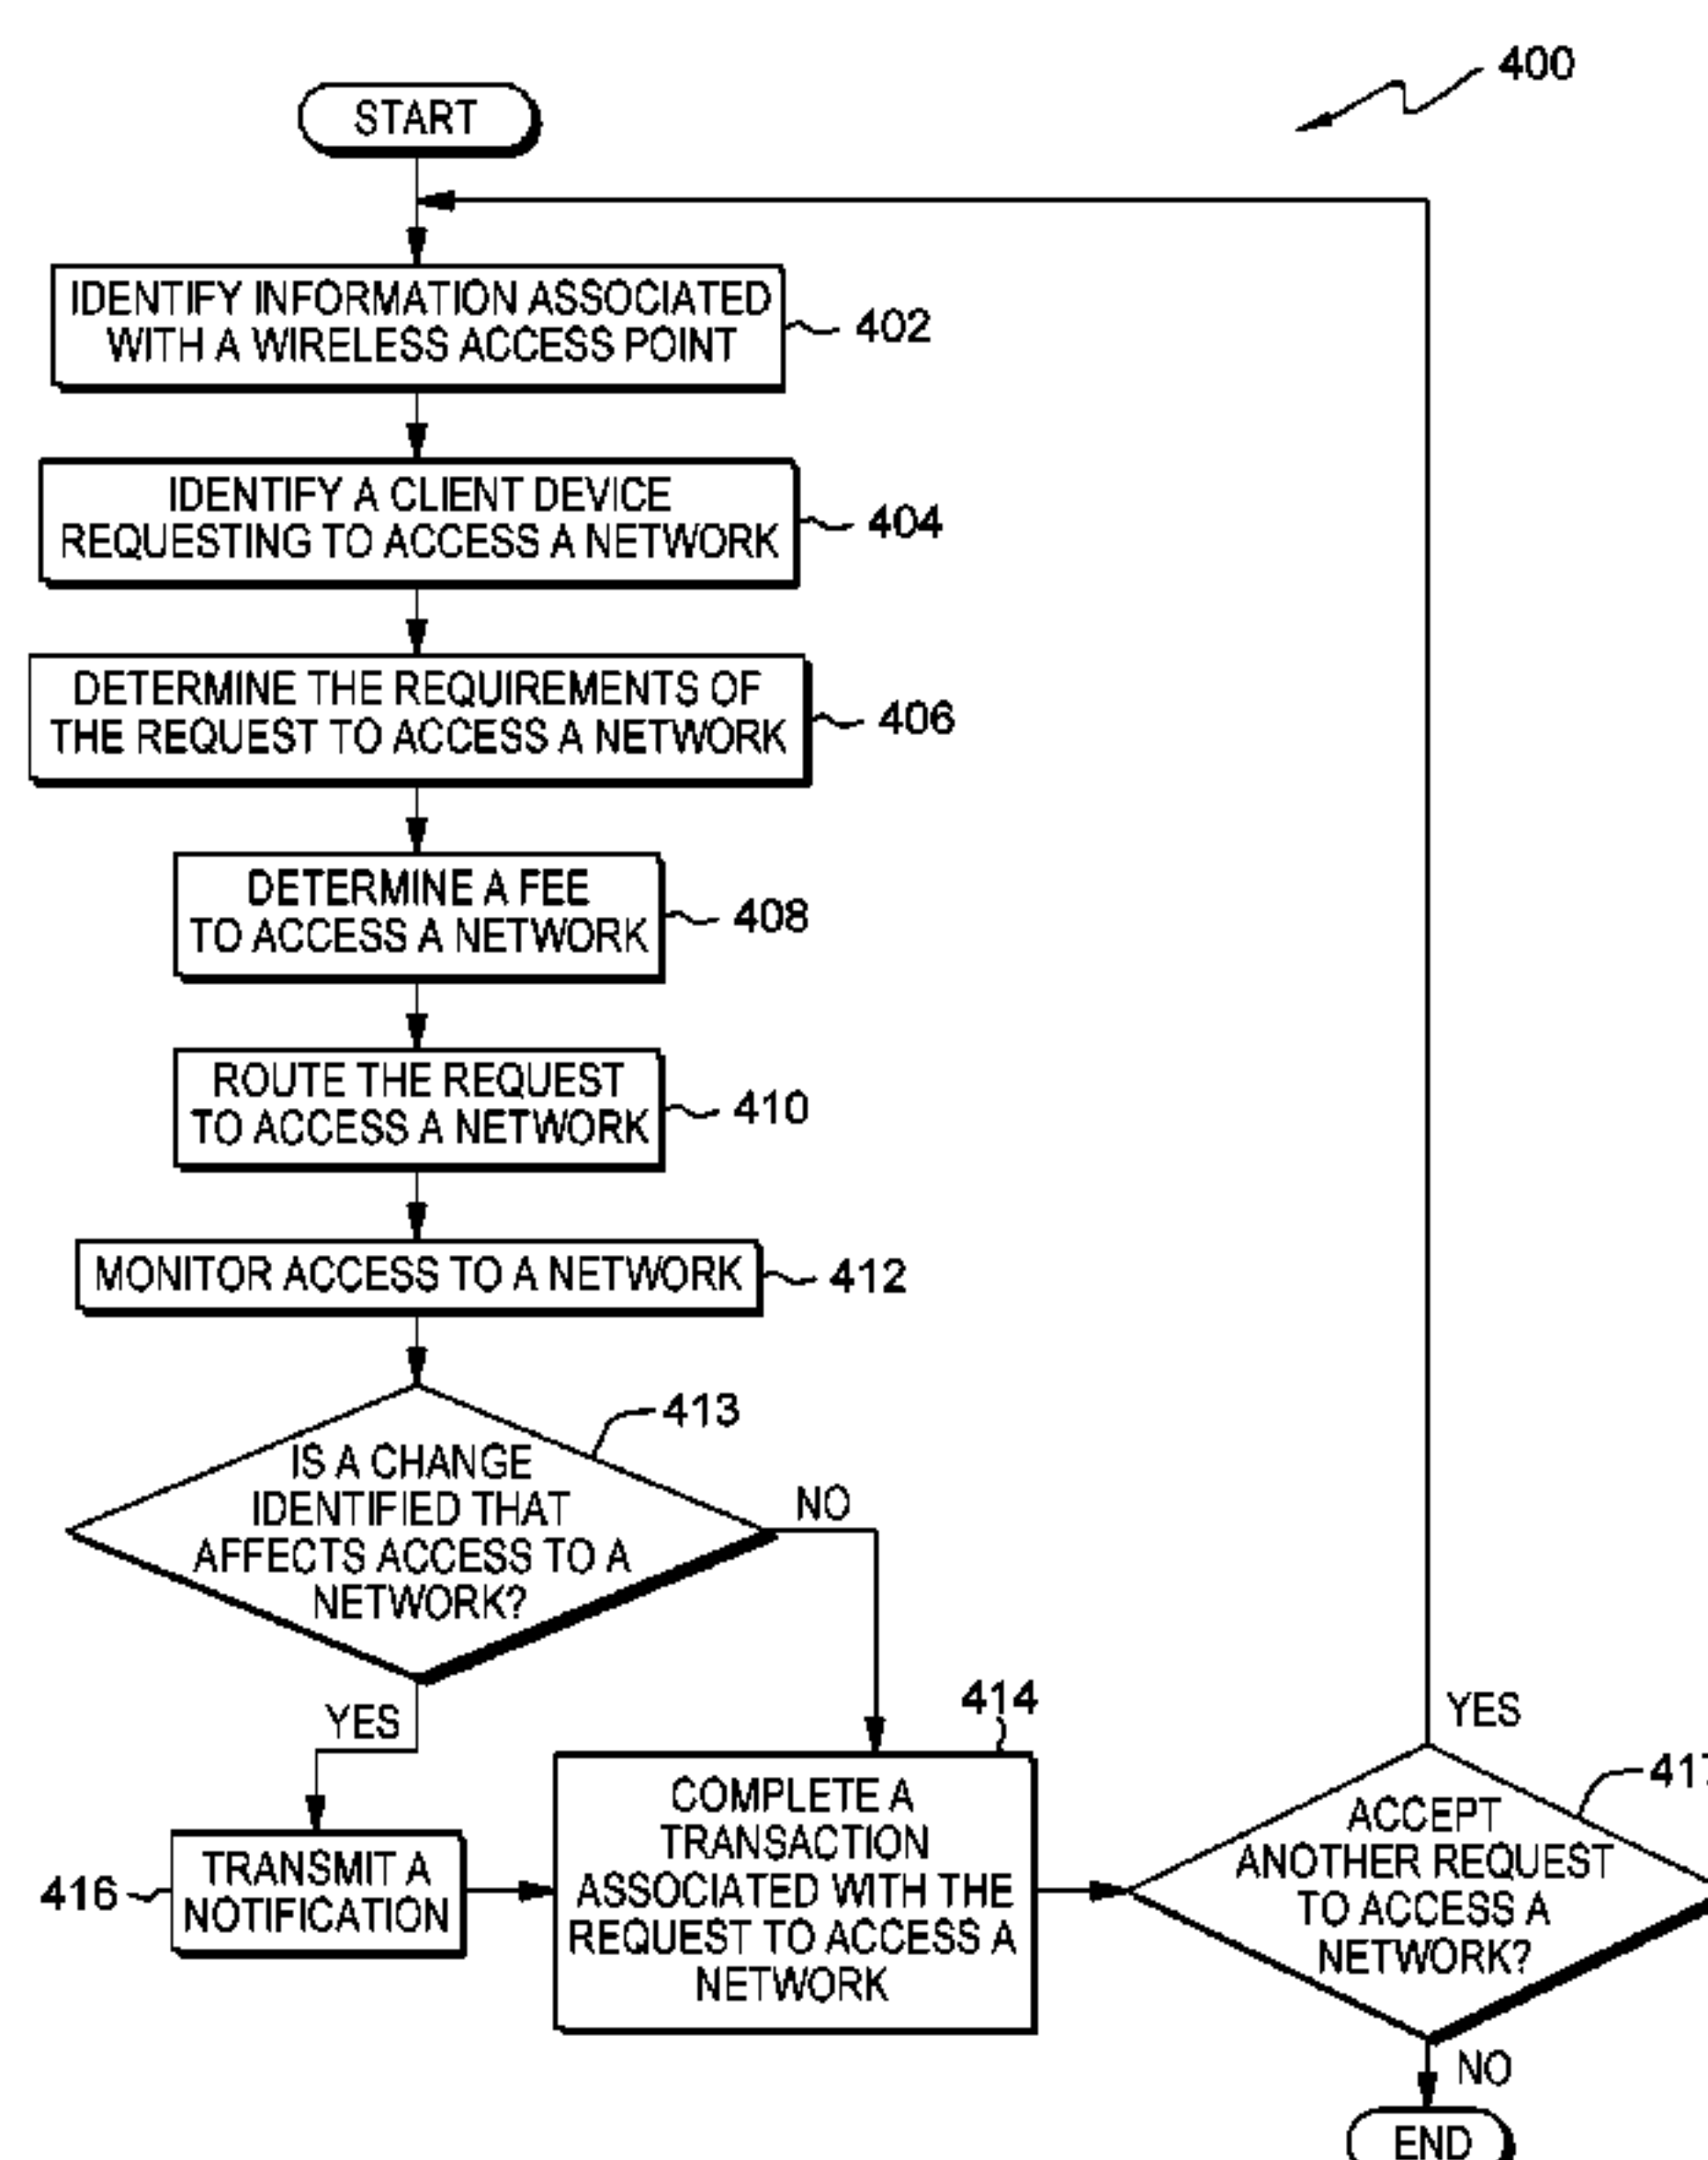 400
START
IDENTIFY INFORMATION ASSOCIATED
WITH A WIRELESS ACCESS POINT
402
IDENTIFY A CLIENT DEVICE
REQUESTING TO ACCESS A NETWORK
404
DETERMINE THE REQUIREMENTS OF
THE REQUEST TO ACCESS A NETWORK
406
DETERMINE A FEE
TO ACCESS A NETWORK
408
ROUTE THE REQUEST
TO ACCESS A NETWORK
410
MONITOR ACCESS TO A NETWORK
412
413
IS A CHANGE
IDENTIFIED THAT
AFFECTS ACCESS TO A
NETWORK?
NO
YES
416
TRANSMIT A
NOTIFICATION
414
COMPLETE A
TRANSACTION
ASSOCIATED WITH THE
REQUEST TO ACCESS A
NETWORK
YES
ACCEPT
ANOTHER REQUEST
TO ACCESS A
NETWORK?
NO
END